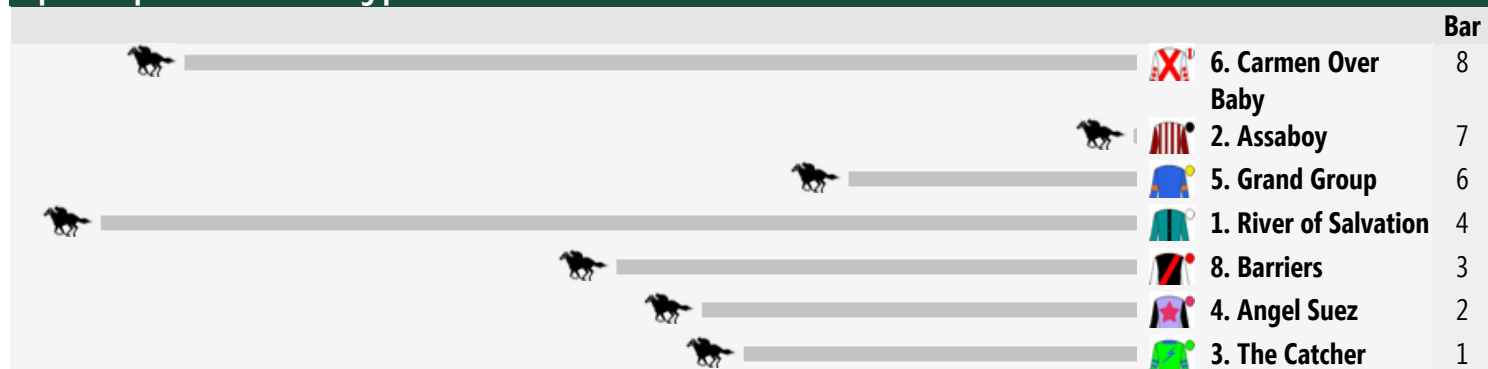 Bar
6. Carmen Over 8
Baby
2. Assaboy 7
5. Grand Group 6
1. River of Salvation 4
8. Barriers 3
4. Angel Suez 2
3. The Catcher 1